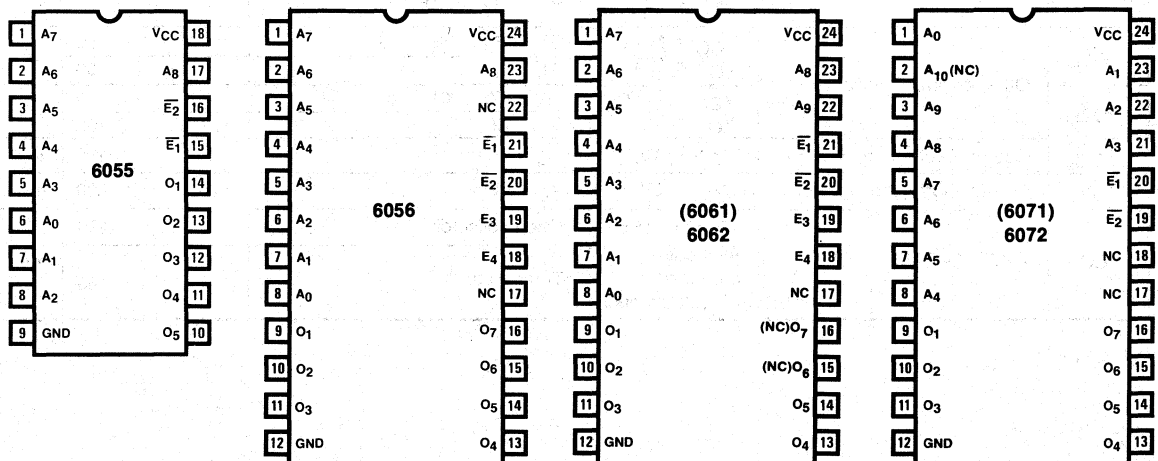 1 A7 VCC 18
2 A6 A8 17
3 A5 E2 16
4 A4 E1 15
5 A3 O1 14
6 A0 O2 13
7 A1 O3 12
8 A2 O4 11
9 GND O5 10
6055
1 A7 VCC 24
2 A6 A8 23
3 A5 NC 22
4 A4 E1 21
5 A3 E2 20
6 A2 E3 19
7 A1 E4 18
8 A0 NC 17
9 O1 O7 16
10 O2 O6 15
11 O3 O5 14
12 GND O4 13
6056
1 A7 VCC 24
2 A6 A8 23
3 A5 A9 22
4 A4 E1 21
5 A3 E2 20
6 A2 E3 19
7 A1 E4 18
8 A0 NC 17
9 O1 (NC)O7 16
10 O2 (NC)O6 15
11 O3 O5 14
12 GND O4 13
(6061)
6062
1 A0 VCC 24
2 A10(NC) A1 23
3 A9 A2 22
4 A8 A3 21
5 A7 E1 20
6 A6 E2 19
7 A5 NC 18
8 A4 NC 17
9 O1 O7 16
10 O2 O6 15
11 O3 O5 14
12 GND O4 13
(6071)
6072